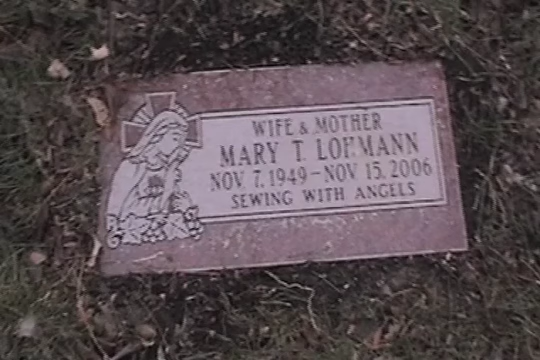 WIFE & MOTHER
MARY T. LOHMANN
NOV 7, 1949 - NOV 15, 2006
SEWING WITH ANGELS